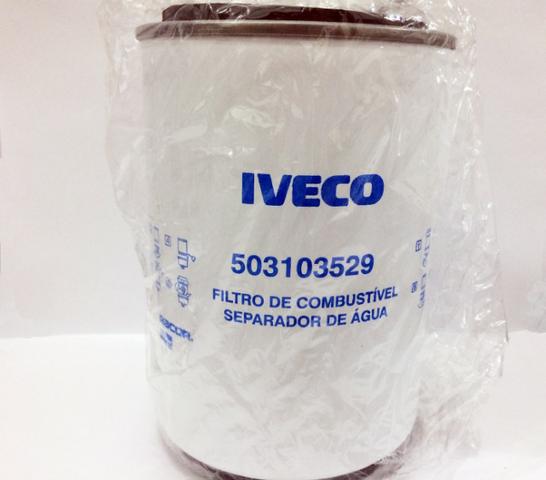 IVECO
503103529
FILTRO DE COMBUSTÍVEL
SEPARADOR DE ÁGUA